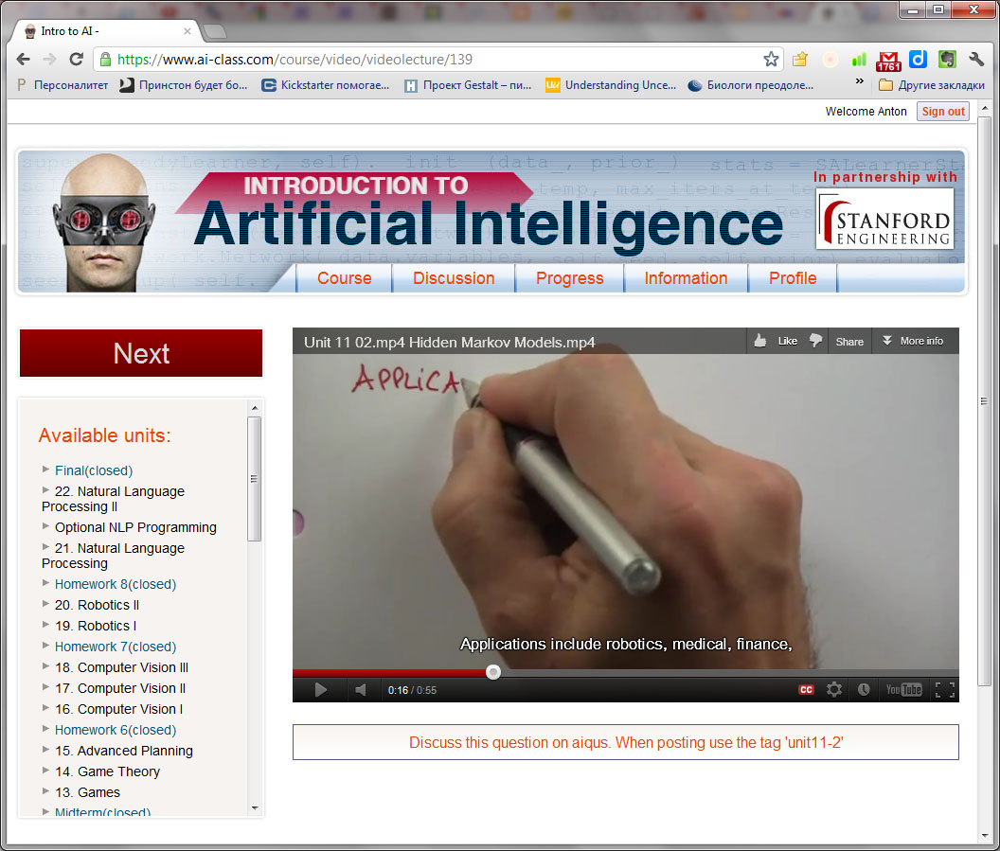 Intro to AI -
https://www.ai-class.com/course/video/videolecture/139
1761
Персоналитет
Принстон будет бо...
Kickstarter помогае...
Проект Gestalt – пи...
Understanding Unce...
Биологи преодоле...
»
Другие закладки
Welcome Anton
Sign out
INTRODUCTION TO
Artificial Intelligence
In partnership with
STANFORD
ENGINEERING
Course
Discussion
Progress
Information
Profile
Next
Available units:
Final(closed)
22. Natural Language
Processing II
Optional NLP Programming
21. Natural Language
Processing
Homework 8(closed)
20. Robotics II
19. Robotics I
Homework 7(closed)
18. Computer Vision III
17. Computer Vision II
16. Computer Vision I
Homework 6(closed)
15. Advanced Planning
14. Game Theory
13. Games
Midterm(closed)
Unit 11 02.mp4 Hidden Markov Models.mp4
Like
Share
More info
APPLICA
Applications include robotics, medical, finance,
0:16 / 0:55
CC
YouTube
Discuss this question on aiqus. When posting use the tag 'unit11-2'